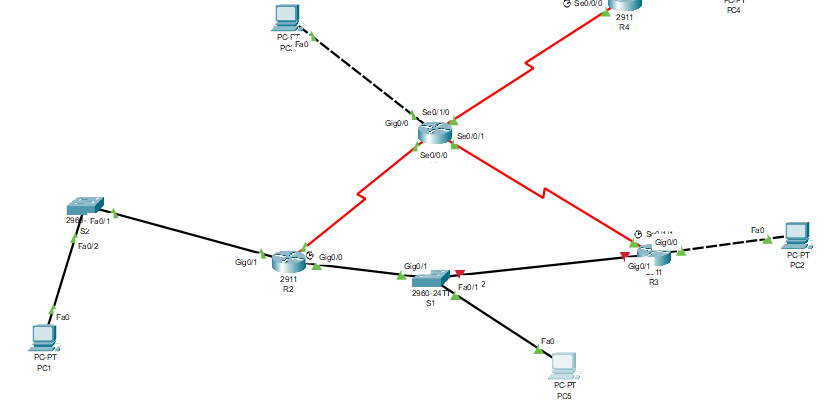 Se0/0/0
PC-PT
PC4
2911
R4
PC-PT
Fa0
Se0/1/0
Gig0/0
Se0/0/1
Se0/0/0
Fa0/1
S2
Fa0/2
Fa0
PC-PT
PC1
Gig0/1
Gig0/0
2911
R2
Gig0/1
2960-24TT
S1
Fa0/1
2
Fa0
PC-PT
PC5
Gig0/0
Gig0/1
R3
Fa0
PC-PT
PC2